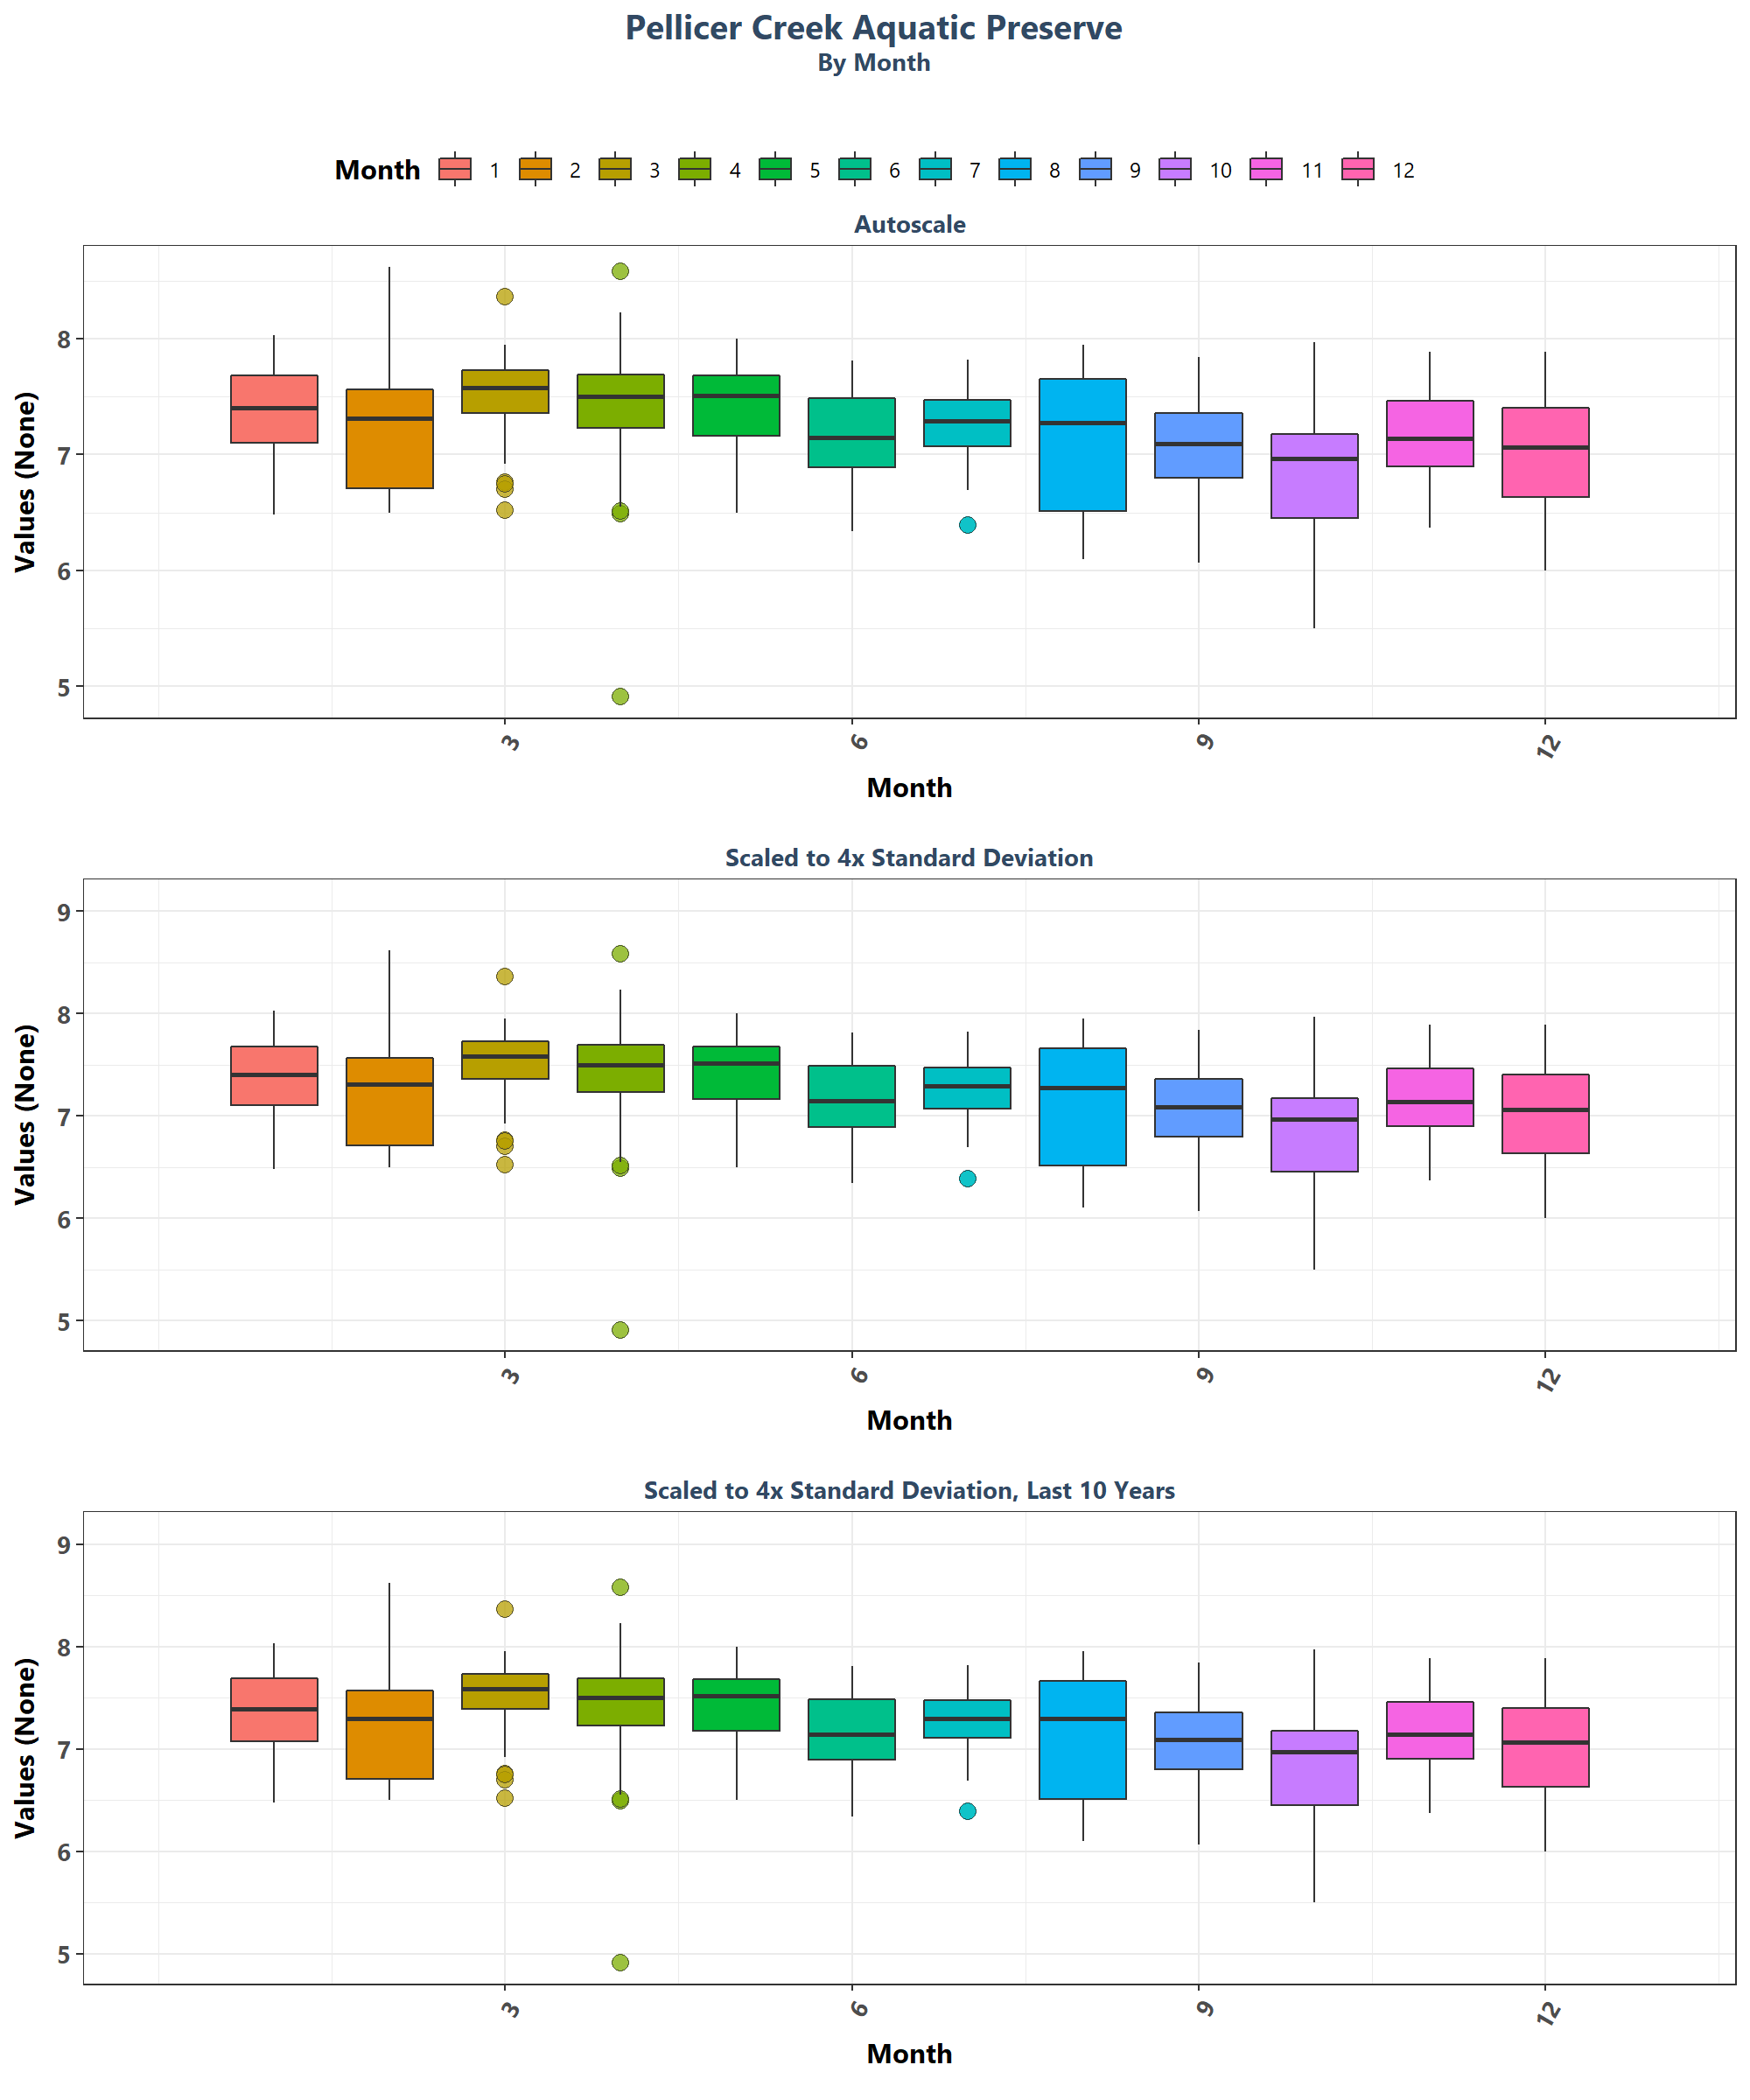 Pellicer Creek Aquatic Preserve
By Month
Month 1 2 3 4 5 6 7 8 9 10 11 12
Autoscale
Values (None)
8
7
6
5
3 6 9 12
Month
Scaled to 4x Standard Deviation
Values (None)
9
8
7
6
5
3 6 9 12
Month
Scaled to 4x Standard Deviation, Last 10 Years
Values (None)
9
8
7
6
5
3 6 9 12
Month